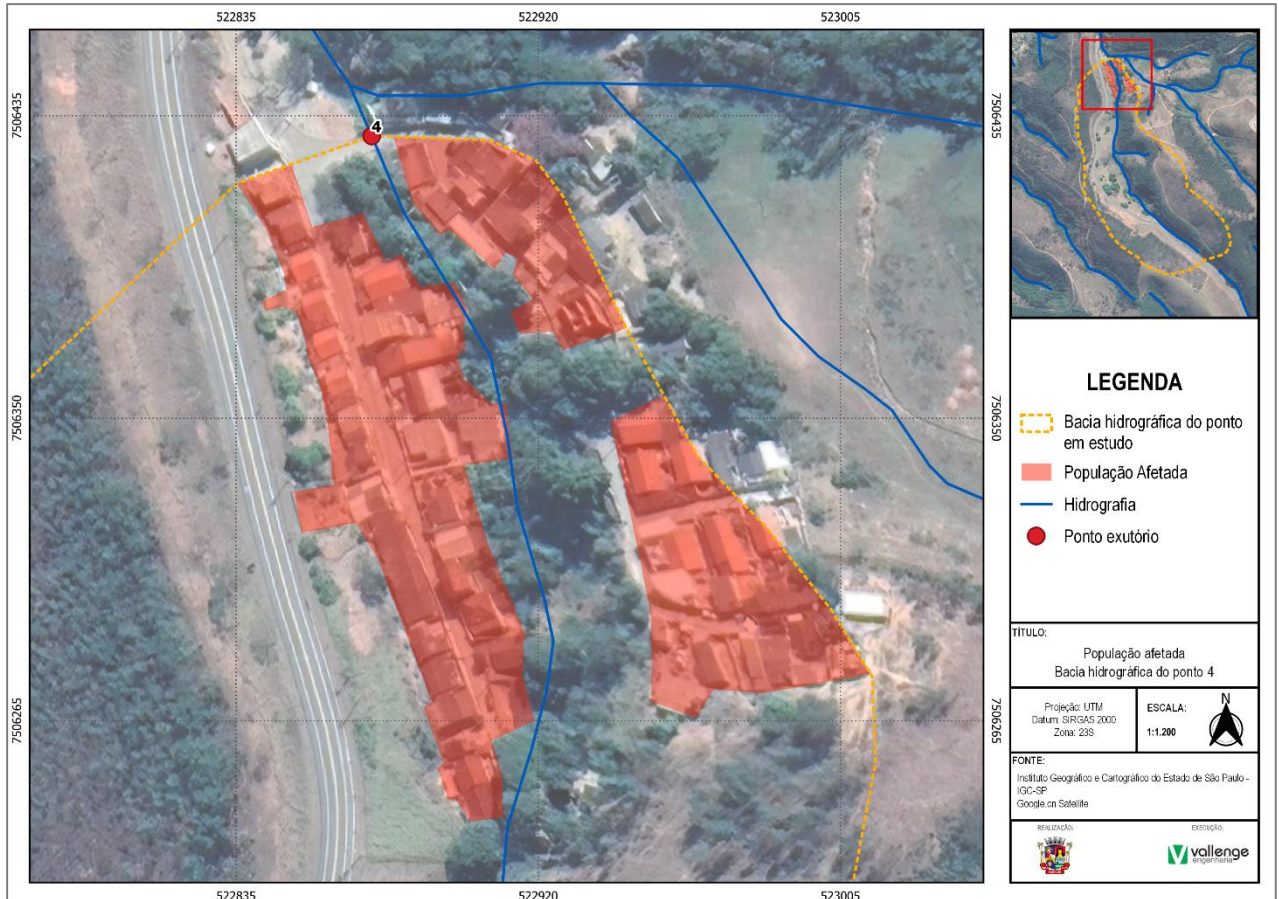 522835 522920 523005
7506435 7506435
4
7506350 7506350
7506265 7506265
522835 522920 523005
LEGENDA
Bacia hidrográfica do ponto
em estudo
População Afetada
Hidrografia
Ponto exutório
TÍTULO:
População afetada
Bacia hidrográfica do ponto 4
Projeção: UTM
Datum: SIRGAS 2000
Zona: 23S
ESCALA:
1:1.200
N
FONTE:
Instituto Geográfico e Cartográfico do Estado de São Paulo -
IGC-SP
Google.cn Satellite
REALIZAÇÃO:
EXECUÇÃO:
vallenge
engenharia